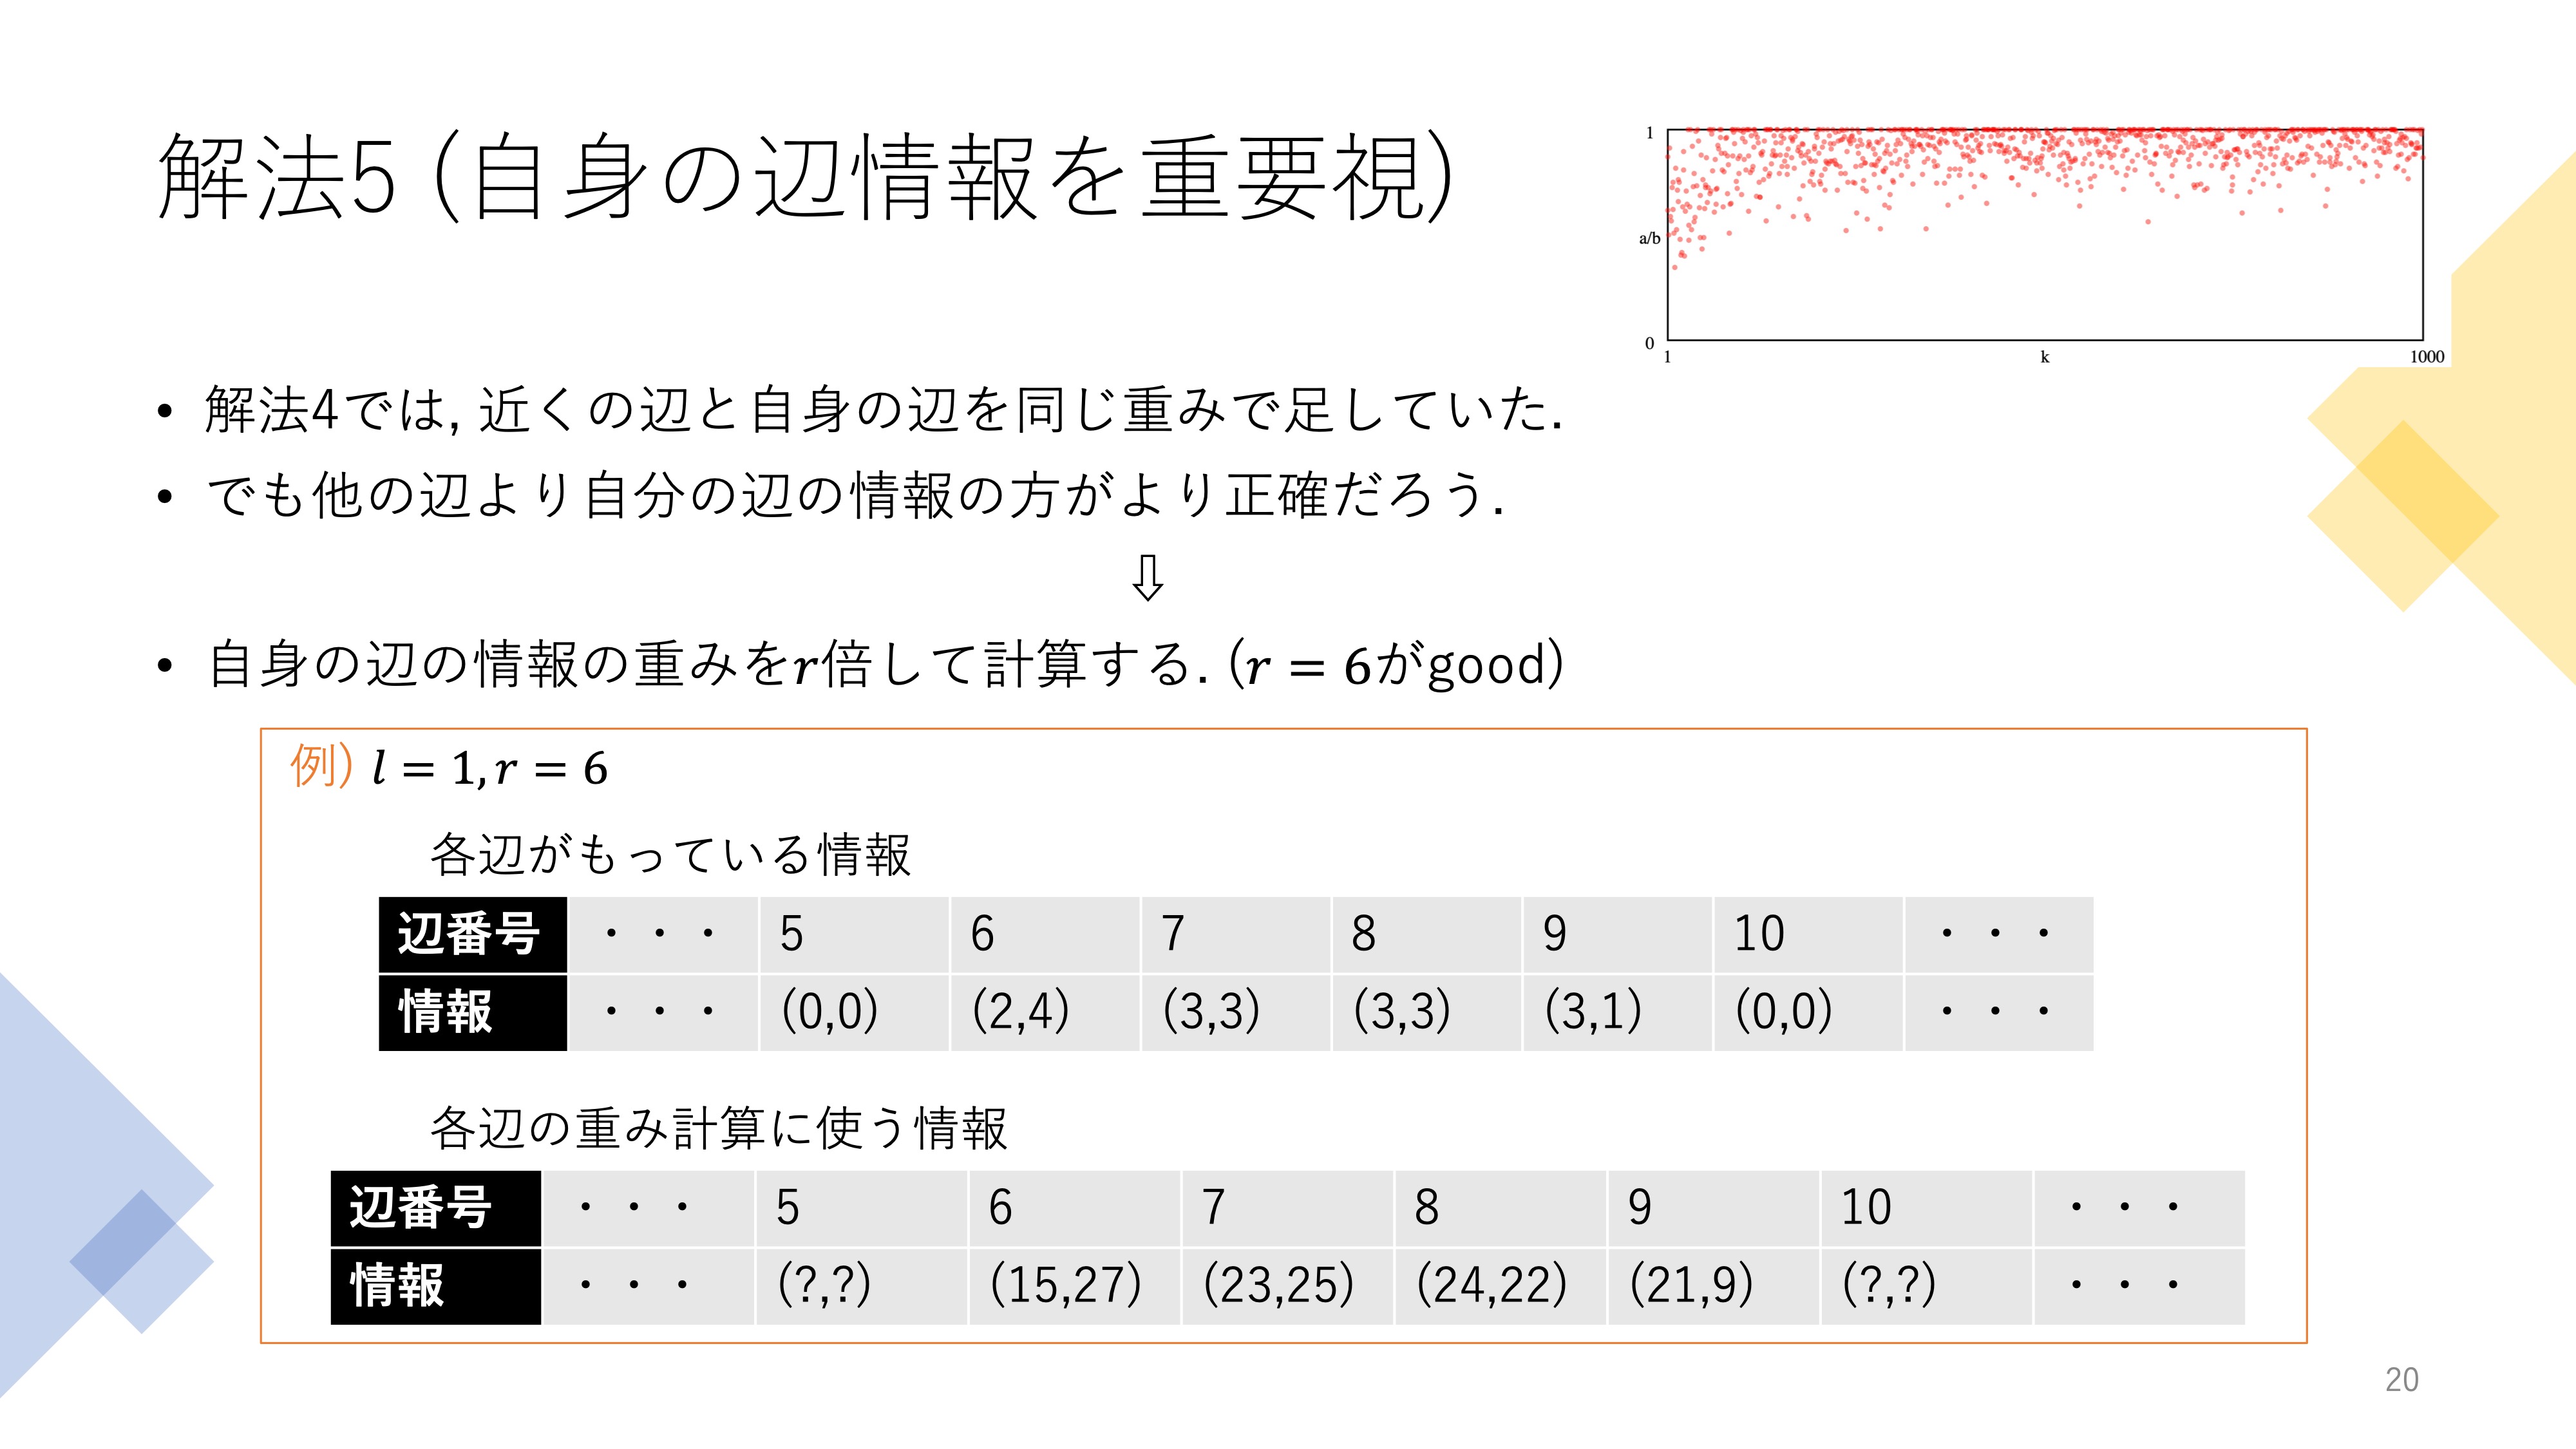 解法5 (自身の辺情報を重要視)
1
a/b
0
1 k 1000
• 解法4では, 近くの辺と自身の辺を同じ重みで足していた.
• でも他の辺より自分の辺の情報の方がより正確だろう.
⇩
• 自身の辺の情報の重みをr倍して計算する. (r = 6がgood)
例) l = 1, r = 6
各辺がもっている情報
辺番号 ・・・ 5 6 7 8 9 10 ・・・
情報 ・・・ (0,0) (2,4) (3,3) (3,3) (3,1) (0,0) ・・・
各辺の重み計算に使う情報
辺番号 ・・・ 5 6 7 8 9 10 ・・・
情報 ・・・ (?,?) (15,27) (23,25) (24,22) (21,9) (?,?) ・・・
20